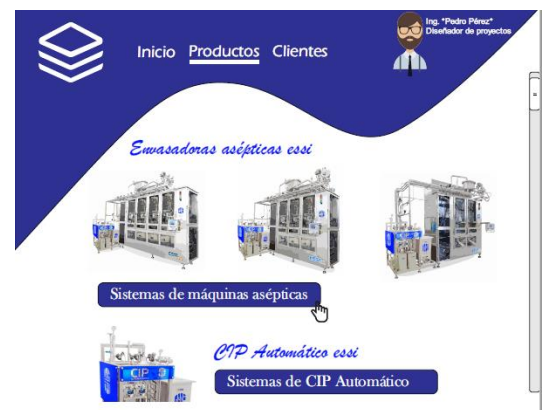 Ing. "Pedro Pérez"
Diseñador de proyectos
Inicio Productos Clientes
Envasadoras asépticas essi
Sistemas de máquinas asépticas
CIP Automático essi
CIP
Sistemas de CIP Automático